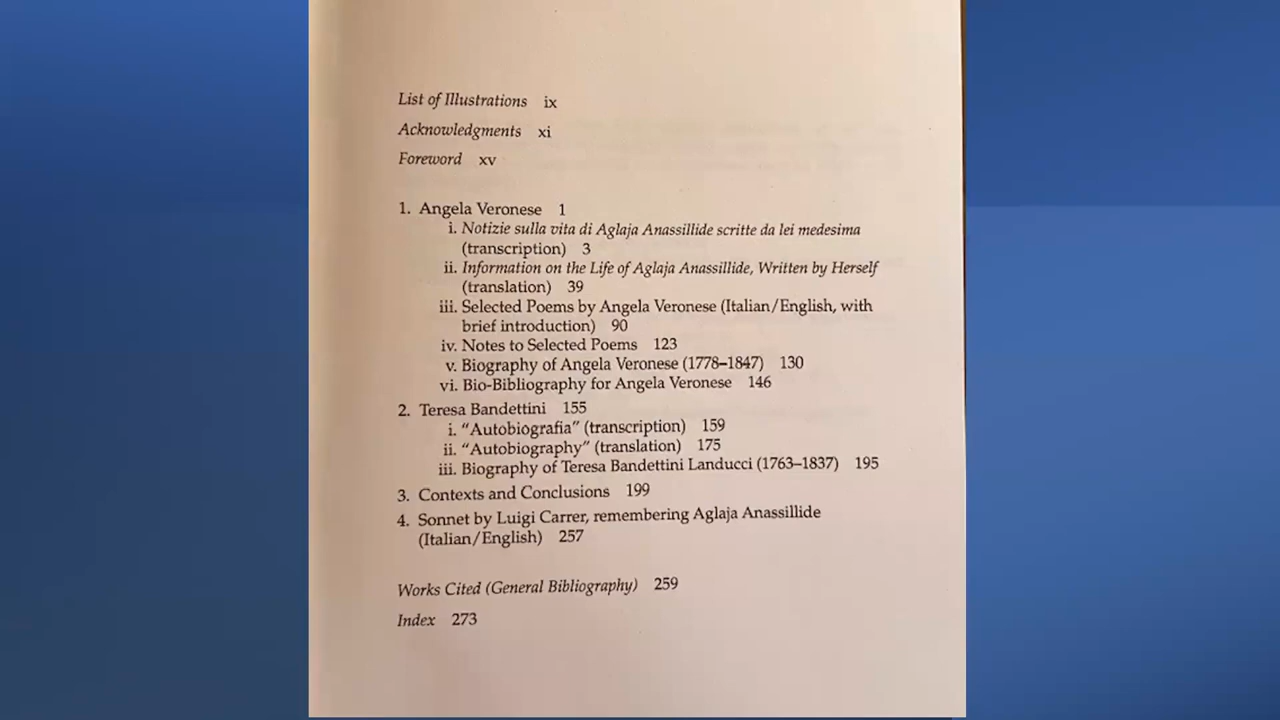 List of Illustrations ix
Acknowledgments xi
Foreword xv
1. Angela Veronese 1
i. Notizie sulla vita di Aglaja Anassillide scritte da lei medesima
(transcription) 3
ii. Information on the Life of Aglaja Anassillide, Written by Herself
(translation) 39
iii. Selected Poems by Angela Veronese (Italian/English, with
brief introduction) 90
iv. Notes to Selected Poems 123
v. Biography of Angela Veronese (1778–1847) 130
vi. Bio-Bibliography for Angela Veronese 146
2. Teresa Bandettini 155
i. “Autobiografia” (transcription) 159
ii. “Autobiography” (translation) 175
iii. Biography of Teresa Bandettini Landucci (1763–1837) 195
3. Contexts and Conclusions 199
4. Sonnet by Luigi Carrer, remembering Aglaja Anassillide
(Italian/English) 257
Works Cited (General Bibliography) 259
Index 273